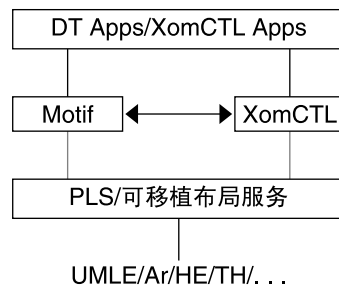 DT Apps/XomCTL Apps
Motif
XomCTL
PLS/可移植布局服务
UMLE/Ar/HE/TH/. . .